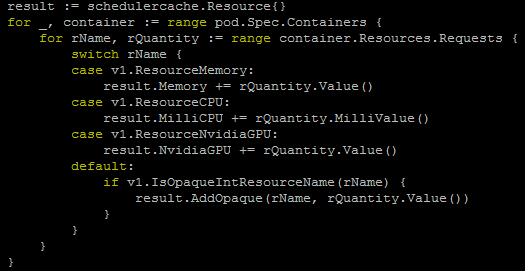 result := schedulercache.Resource{}
for _, container := range pod.Spec.Containers {
    for rName, rQuantity := range container.Resources.Requests {
        switch rName {
        case v1.ResourceMemory:
            result.Memory += rQuantity.Value()
        case v1.ResourceCPU:
            result.MilliCPU += rQuantity.MilliValue()
        case v1.ResourceNvidiaGPU:
            result.NvidiaGPU += rQuantity.Value()
        default:
            if v1.IsOpaqueIntResourceName(rName) {
                result.AddOpaque(rName, rQuantity.Value())
            }
        }
    }
}